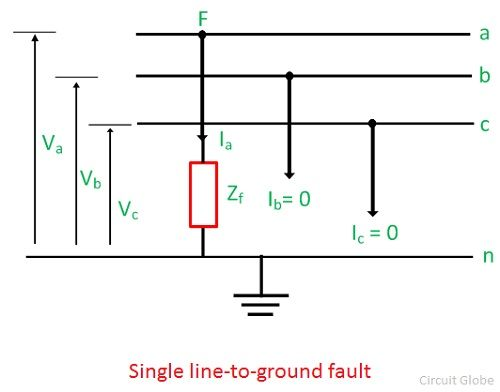 F
a
b
c
Va
Vb
Vc
Ia
Zf
Ib= 0
Ic = 0
n
Single line-to-ground fault
Circuit Globe